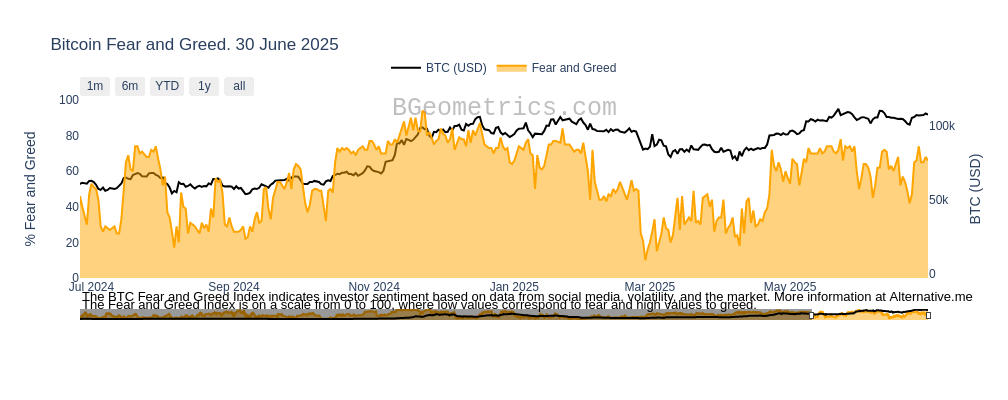 Bitcoin Fear and Greed. 30 June 2025
BTC (USD) Fear and Greed
1m 6m YTD 1y all
BGeometrics.com
100
80
60
40
20
0
% Fear and Greed
100k
50k
0
BTC (USD)
Jul 2024 Sep 2024 Nov 2024 Jan 2025 Mar 2025 May 2025
The BTC Fear and Greed Index indicates investor sentiment based on data from social media, volatility, and the market. More information at Alternative.me
The Fear and Greed Index is on a scale from 0 to 100, where low values correspond to fear and high values to greed.